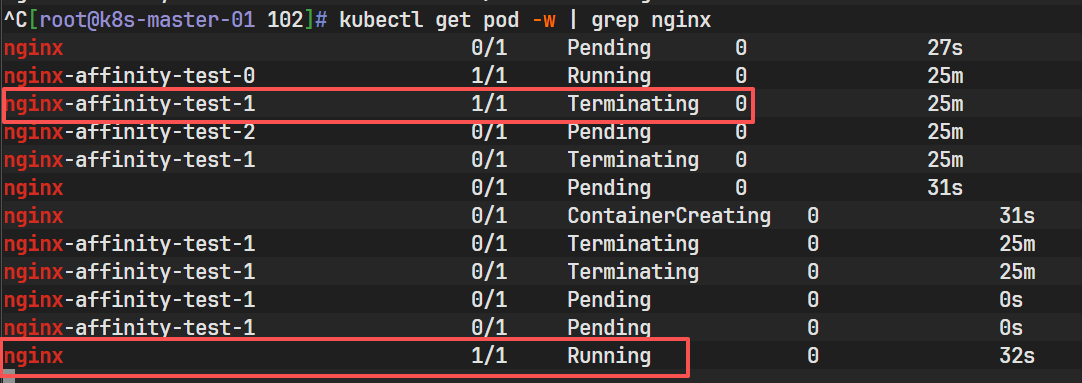 ^C[root@k8s-master-01 102]# kubectl get pod -w | grep nginx
nginx 0/1 Pending 0 27s
nginx-affinity-test-0 1/1 Running 0 25m
nginx-affinity-test-1 1/1 Terminating 0 25m
nginx-affinity-test-2 0/1 Pending 0 25m
nginx-affinity-test-1 0/1 Terminating 0 25m
nginx 0/1 Pending 0 31s
nginx 0/1 ContainerCreating 0 31s
nginx-affinity-test-1 0/1 Terminating 0 25m
nginx-affinity-test-1 0/1 Terminating 0 25m
nginx-affinity-test-1 0/1 Pending 0 0s
nginx-affinity-test-1 0/1 Pending 0 0s
nginx 1/1 Running 0 32s